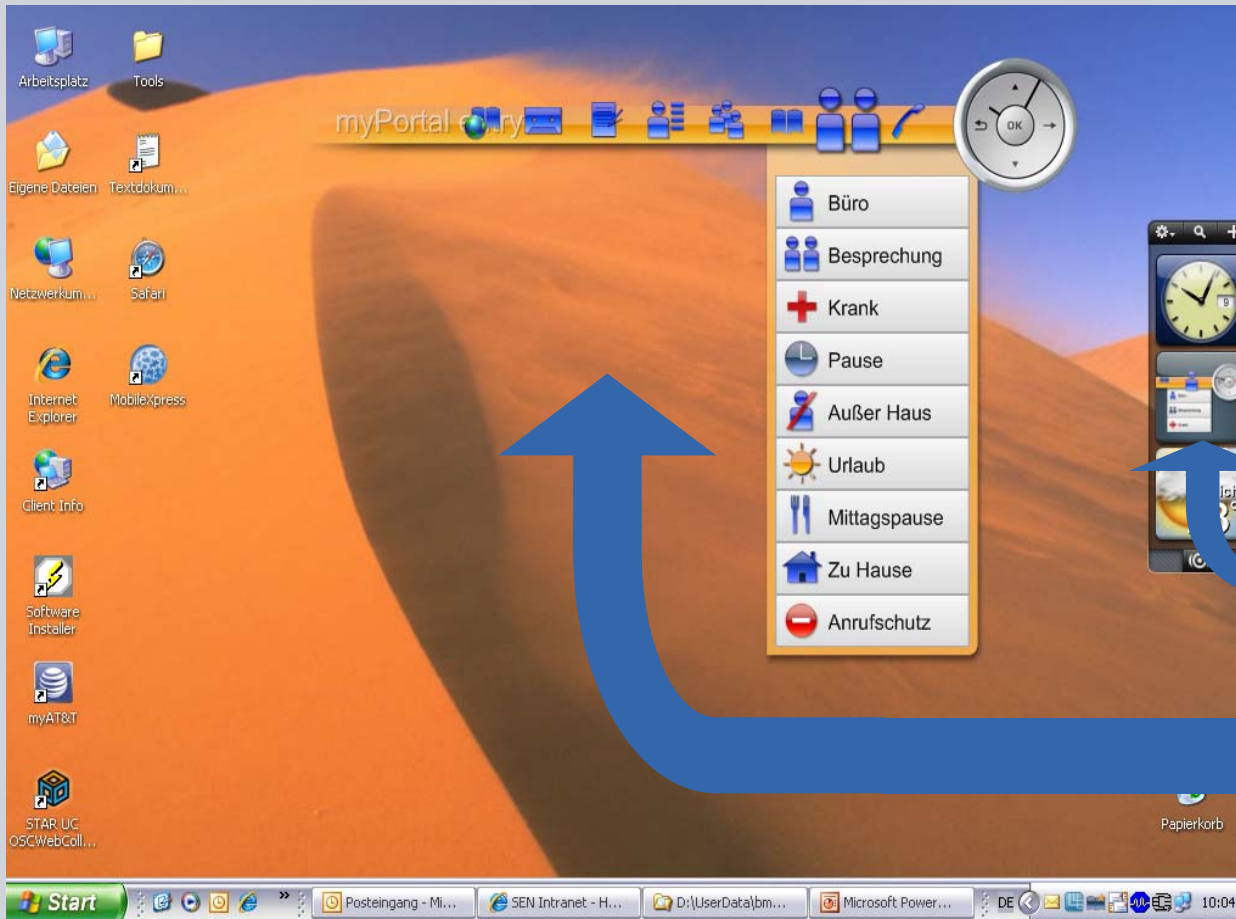 Arbeitsplatz
Tools
Eigene Dateien
Textdokum...
Netzwerkum...
Safari
Internet
Explorer
MobileXpress
Client Info
Software
Installer
myAT&T
STAR UC
OSCWebColl...
myPortal entry
OK
Büro
Besprechung
Krank
Pause
Außer Haus
Urlaub
Mittagspause
Zu Hause
Anrufschutz
9
Papierkorb
Start
Posteingang - Mi...
SEN Intranet - H...
D:\UserData\bm...
Microsoft Power...
DE
10:04